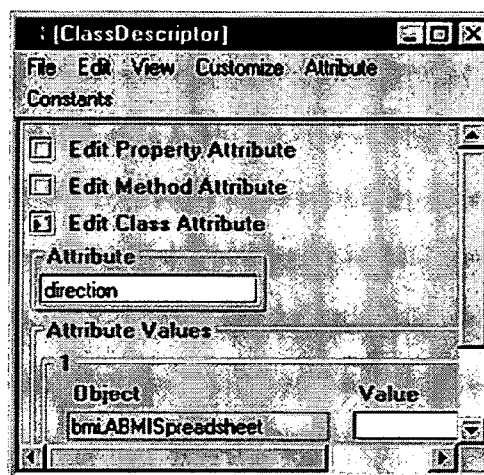 : [ClassDescriptor]
File Edit View Customize Attribute
Constants
Edit Property Attribute
Edit Method Attribute
Edit Class Attribute
Attribute
direction
Attribute Values
1
Object Value
bmi.ABMISpreadsheet